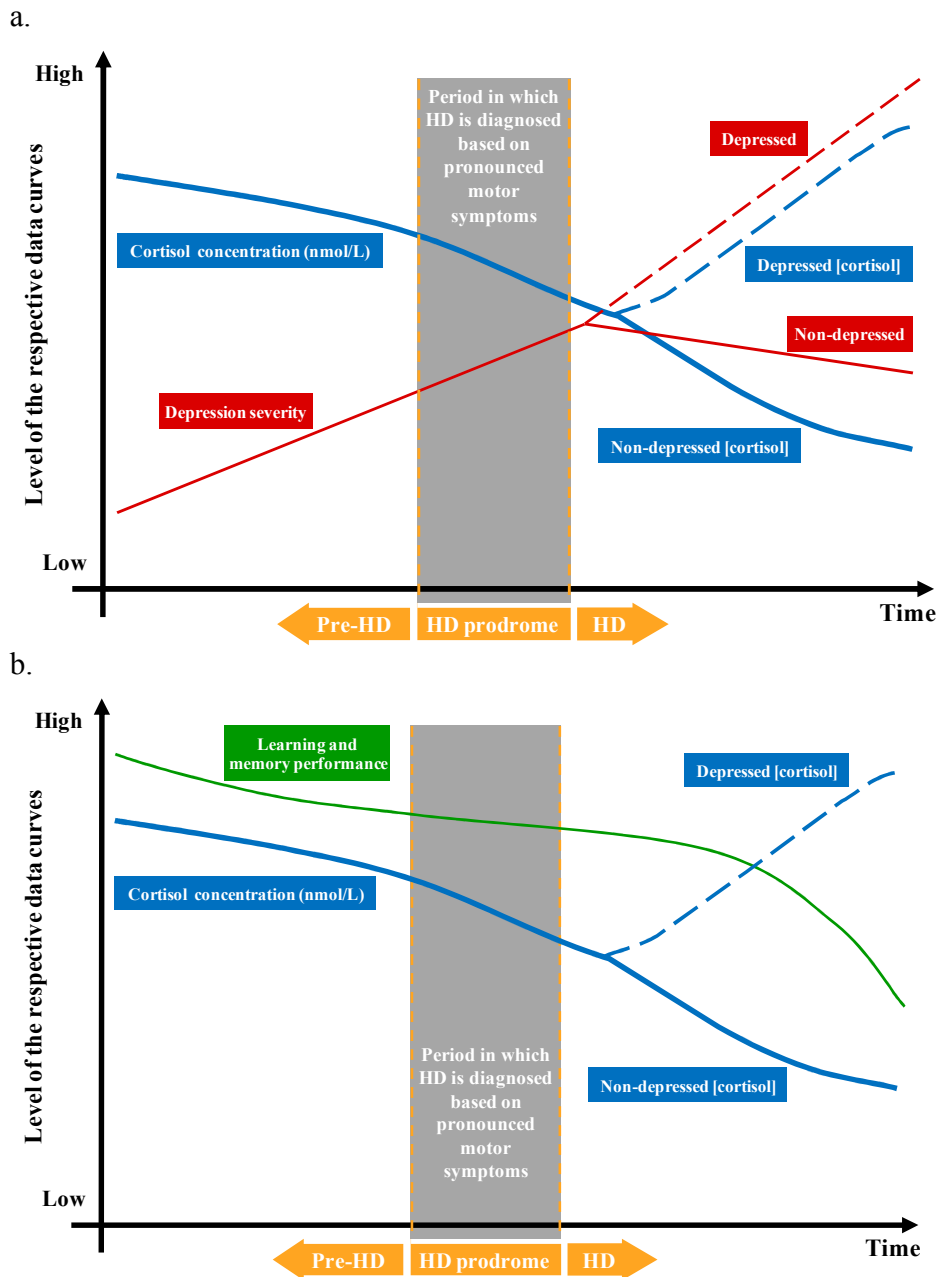 a.
High
Level of the respective data curves
Low
Period in which
HD is diagnosed
based on
pronounced
motor
symptoms
Depressed
Cortisol concentration (nmol/L)
Depressed [cortisol]
Non-depressed
Depression severity
Non-depressed [cortisol]
Time
Pre-HD
HD prodrome
HD
b.
High
Level of the respective data curves
Low
Learning and
memory performance
Depressed [cortisol]
Cortisol concentration (nmol/L)
Period in which
HD is diagnosed
based on
pronounced
motor
symptoms
Non-depressed [cortisol]
Time
Pre-HD
HD prodrome
HD